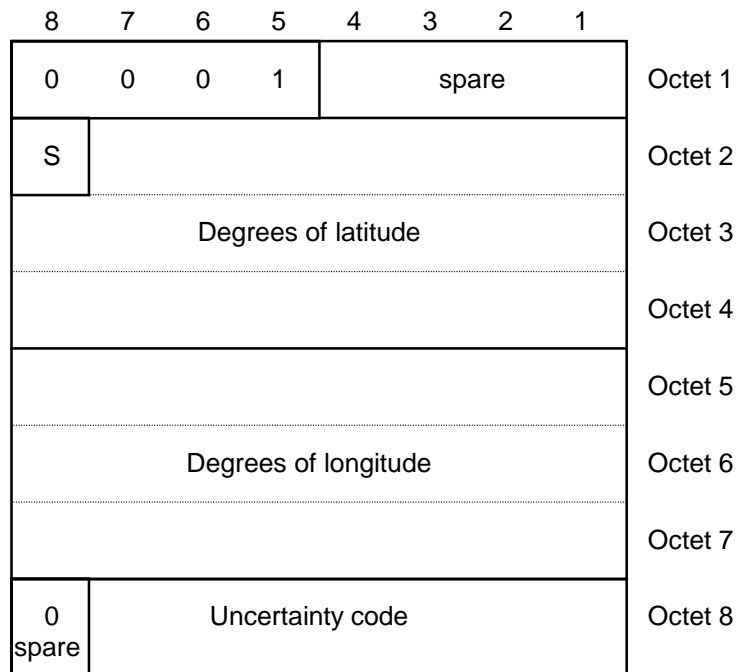 8 7 6 5 4 3 2 1
0 0 0 1 spare Octet 1
S Octet 2
Degrees of latitude Octet 3
Octet 4
Octet 5
Degrees of longitude Octet 6
Octet 7
0 Uncertainty code Octet 8
spare